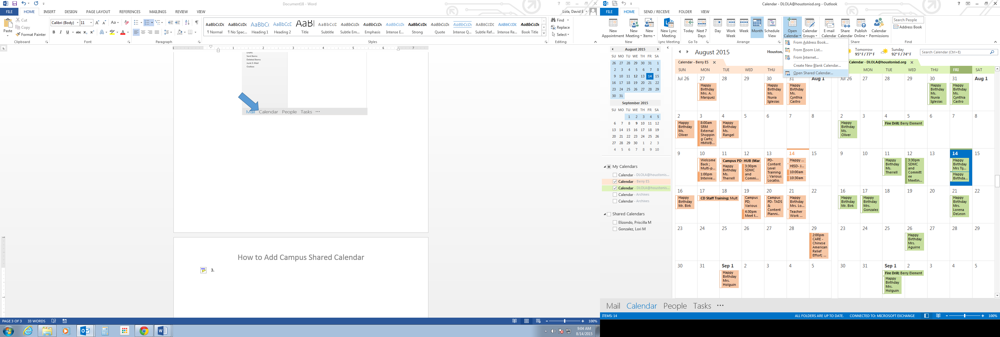 Document18 - Word
FILE HOME INSERT DESIGN PAGE LAYOUT REFERENCES MAILINGS REVIEW VIEW
Lola, David E
Paste
Cut
Copy
Format Painter
Clipboard
Calibri (Body) 11
Font
Paragraph
AaBbCcDc AaBbCcDc AaBbC AaBbCcD AaBl AaBbCcD AaBbCcDc AaBbCcDc AaBbCcDc AaBbCcDc AaBbCcDc AaBbCcDc AaBbCcDc AaBbCcDc AaBbCcDc
¶ Normal ¶ No Spac... Heading 1 Heading 2 Title Subtitle Subtle Em... Emphasis Intense E... Strong Quote Intense Q... Subtle Ref... Intense Re... Book Title
Styles
Find
Replace
Select
Editing
Drafts
Sent Items
Deleted Items
Junk E-Mail
Outbox
Mail Calendar People Tasks ...
How to Add Campus Shared Calendar
3.
PAGE 3 OF 3 33 WORDS
100%
9:04 AM
8/14/2015
Calendar - DLOLA@houstonisd.org - Outlook
FILE HOME SEND / RECEIVE FOLDER VIEW
New Appointment
New Meeting
New Items
New
New Lync Meeting
Lync Meeting
Today
Next 7 Days
Go To
Day
Work Week
Week
Month
Schedule View
Arrange
Open Calendar
Calendar Groups
E-mail Calendar
Share Calendar
Publish Online
Calendar Permissions
Share
Search People
Address Book
Find
From Address Book...
From Room List...
From Internet...
Create New Blank Calendar...
Open Shared Calendar...
August 2015
SU MO TU WE TH FR SA
26 27 28 29 30 31 1
2 3 4 5 6 7 8
9 10 11 12 13 14 15
16 17 18 19 20 21 22
23 24 25 26 27 28 29
30 31
September 2015
SU MO TU WE TH FR SA
1 2 3 4 5
6 7 8 9 10 11 12
13 14 15 16 17 18 19
20 21 22 23 24 25 26
27 28 29 30 1 2 3
4 5 6 7 8 9 10
My Calendars
Calendar - DLOLA@houstonis...
Calendar - Berry ES
Calendar - DLOLA@houstonis...
Calendar - Archives
Calendar - Archives
Shared Calendars
Elizondo, Priscilla M
Gonzalez, Lori M
August 2015
Houston,
Tomorrow
95° F / 77° F
Sunday
92° F / 74° F
Search Calendar (Ctrl+E)
Calendar - Berry ES
SUN MON TUE WED THU
Jul 26 27 28 29 30 31 Aug 1
Happy Birthday Mrs. A. Marquez
Happy Birthday Ms. Nuvia Iglesias
Happy Birthday Ms. Cynthia Castro
2 3 4 5 6 7 8
Happy Birthday Ms. Oliver
8:00am SRM External Shopping Carts; HMWB...
Happy Birthday Ms. Rangel
9 10 11 12 13 14 15
Welcome Back ; Multi-p...
1:00pm Intervie...
Campus PD- HUB (Mar
Happy Birthday Ms. Therrell
3:30pm SDMC and Commi...
PD- Content Level Training ; Various Locatio.
Happy ...
HISD- J...
10:00am
10:30am
16 17 18 19 20 21 22
Happy Birthday Mr. Birk
CD Staff Training; Mult
Campus PD; Various
4:30pm Meet t...
Campus PD- TADS & Content Planni..
Happy Birthday Mrs. Lo...
Teacher Work ...
23 24 25 26 27 28 29
2:00pm CARE - Chinese American Relief Effort; ...
30 31 Sep 1 2 3 4 5
Happy Birthday Mrs. Holguin
Calendar - DLOLA@houstonisd.org
MON TUE WED THU FRI SAT
Jul 26 27 28 29 30 31 Aug 1
Happy Birthday Ms. Nuvia Iglesias
Happy Birthday Ms. Cynthia Castro
2 3 4 5 6 7 8
Happy Birthday Ms. Oliver
Fire Drill; Berry Element
9 10 11 12 13 14 15
Happy Birthday Ms. Therrell
3:30pm SDMC and Committee Meetin...
Happy Birthday Mrs Tij...
Happy Birthda...
16 17 18 19 20 21 22
Happy Birthday Mr. Birk
Happy Birthday Mrs. Gonzalez
Happy Birthday Mrs. Lorena DeLeon
23 24 25 26 27 28 29
Happy Birthday Mrs. Aguirre
30 31 Sep 1 2 3 4 5
Fire Drill; Berry Element
Happy Birthday Mrs. Holguin
Mail Calendar People Tasks ...
ITEMS: 14
ALL FOLDERS ARE UP TO DATE. CONNECTED TO: MICROSOFT EXCHANGE
100%